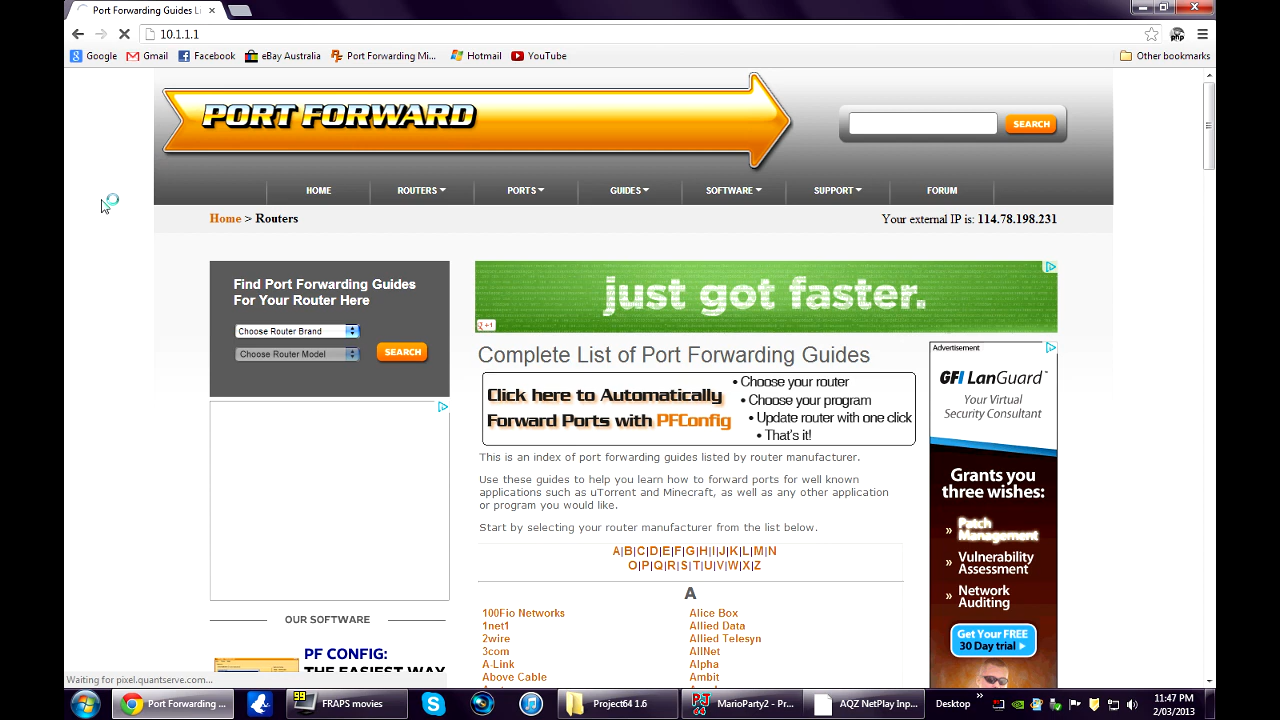 Port Forwarding Guides L
10.1.1.1
Google
Gmail
Facebook
eBay Australia
Port Forwarding Mi...
Hotmail
YouTube
Other bookmarks
PORT FORWARD
SEARCH
HOME
ROUTERS
PORTS
GUIDES
SOFTWARE
SUPPORT
FORUM
Home > Routers
Your external IP is: 114.78.198.231
Find Port Forwarding Guides
For Your Router Here
Choose Router Brand
Choose Router Model
SEARCH
just got faster.
+1
Complete List of Port Forwarding Guides
Click here to Automatically
Forward Ports with PFConfig
• Choose your router
• Choose your program
• Update router with one click
• That's it!
This is an index of port forwarding guides listed by router manufacturer.
Use these guides to help you learn how to forward ports for well known
applications such as uTorrent and Minecraft, as well as any other application
or program you would like.
Start by selecting your router manufacturer from the list below.
A|B|C|D|E|F|G|H|I|J|K|L|M|N
O|P|Q|R|S|T|U|V|W|X|Z
A
100Fio Networks
1net1
2wire
3com
A-Link
Above Cable
Alice Box
Allied Data
Allied Telesyn
AllNet
Alpha
Ambit
Advertisement
GFI LanGuard™
Your Virtual
Security Consultant
Grants you
three wishes:
» Patch
Management
» Vulnerability
Assessment
» Network
Auditing
Get Your FREE
30 Day trial
OUR SOFTWARE
PF CONFIG:
THE EASIEST WAY
Waiting for pixel.quantserve.com...
Port Forwarding ...
99
FRAPS movies
Project64 1.6
MarioParty2 - Pr...
AQZ NetPlay Inp...
Desktop
»
11:47 PM
2/03/2013